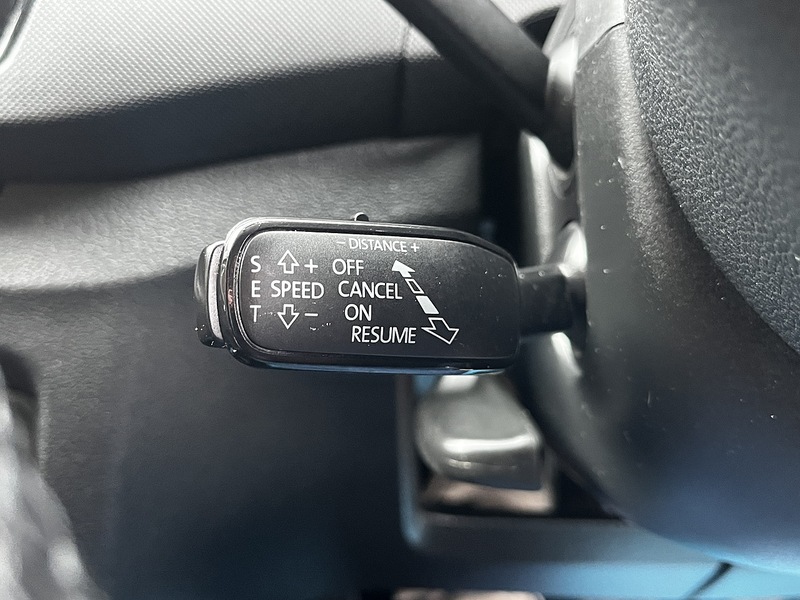 − DISTANCE +
S + OFF
E SPEED CANCEL
T − ON
RESUME